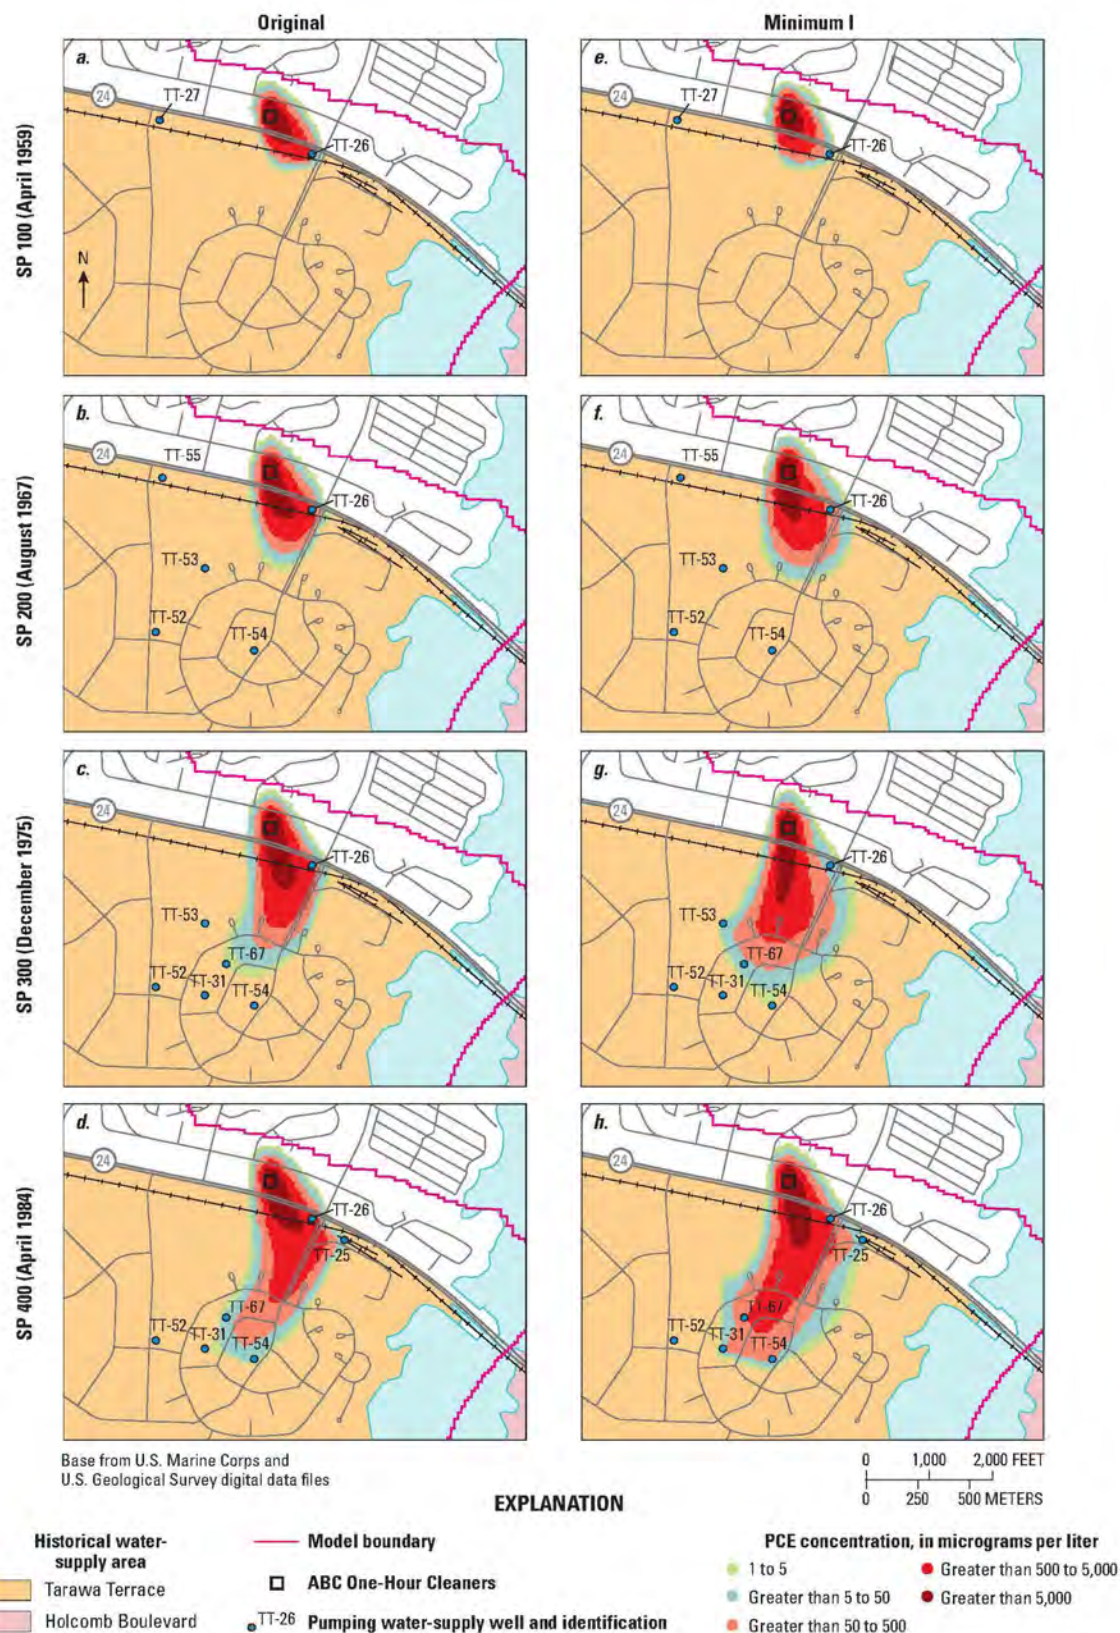 Original
Minimum I
SP 100 (April 1959)
a.
24
TT-27
TT-26
N
e.
24
TT-27
TT-26
SP 200 (August 1967)
b.
24
TT-55
TT-26
TT-53
TT-52
TT-54
f.
24
TT-55
TT-26
TT-53
TT-52
TT-54
SP 300 (December 1975)
c.
24
TT-26
TT-53
TT-67
TT-52
TT-31
TT-54
g.
24
TT-26
TT-53
TT-67
TT-52
TT-31
TT-54
SP 400 (April 1984)
d.
24
TT-26
TT-25
TT-67
TT-52
TT-31
TT-54
h.
24
TT-26
TT-25
TT-67
TT-52
TT-31
TT-54
Base from U.S. Marine Corps and
U.S. Geological Survey digital data files
0 1,000 2,000 FEET
0 250 500 METERS
EXPLANATION
Historical water-
supply area
Tarawa Terrace
Holcomb Boulevard
Model boundary
ABC One-Hour Cleaners
TT-26 Pumping water-supply well and identification
PCE concentration, in micrograms per liter
1 to 5
Greater than 5 to 50
Greater than 50 to 500
Greater than 500 to 5,000
Greater than 5,000